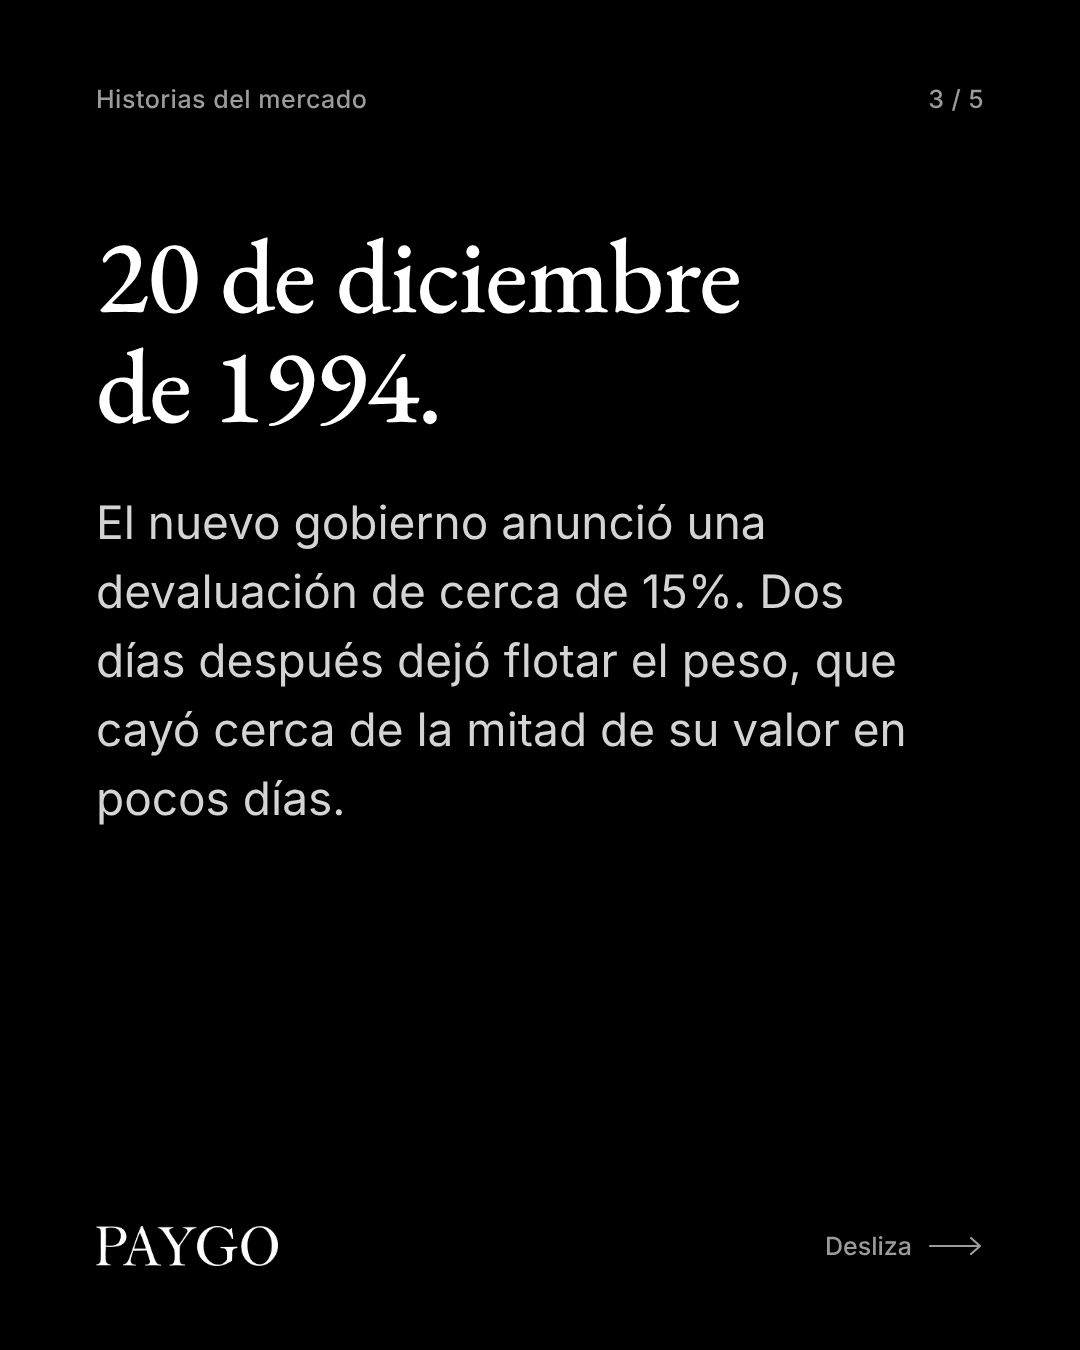 Historias del mercado
3 / 5
20 de diciembre
de 1994.
El nuevo gobierno anunció una
devaluación de cerca de 15%. Dos
días después dejó flotar el peso, que
cayó cerca de la mitad de su valor en
pocos días.
PAYGO
Desliza